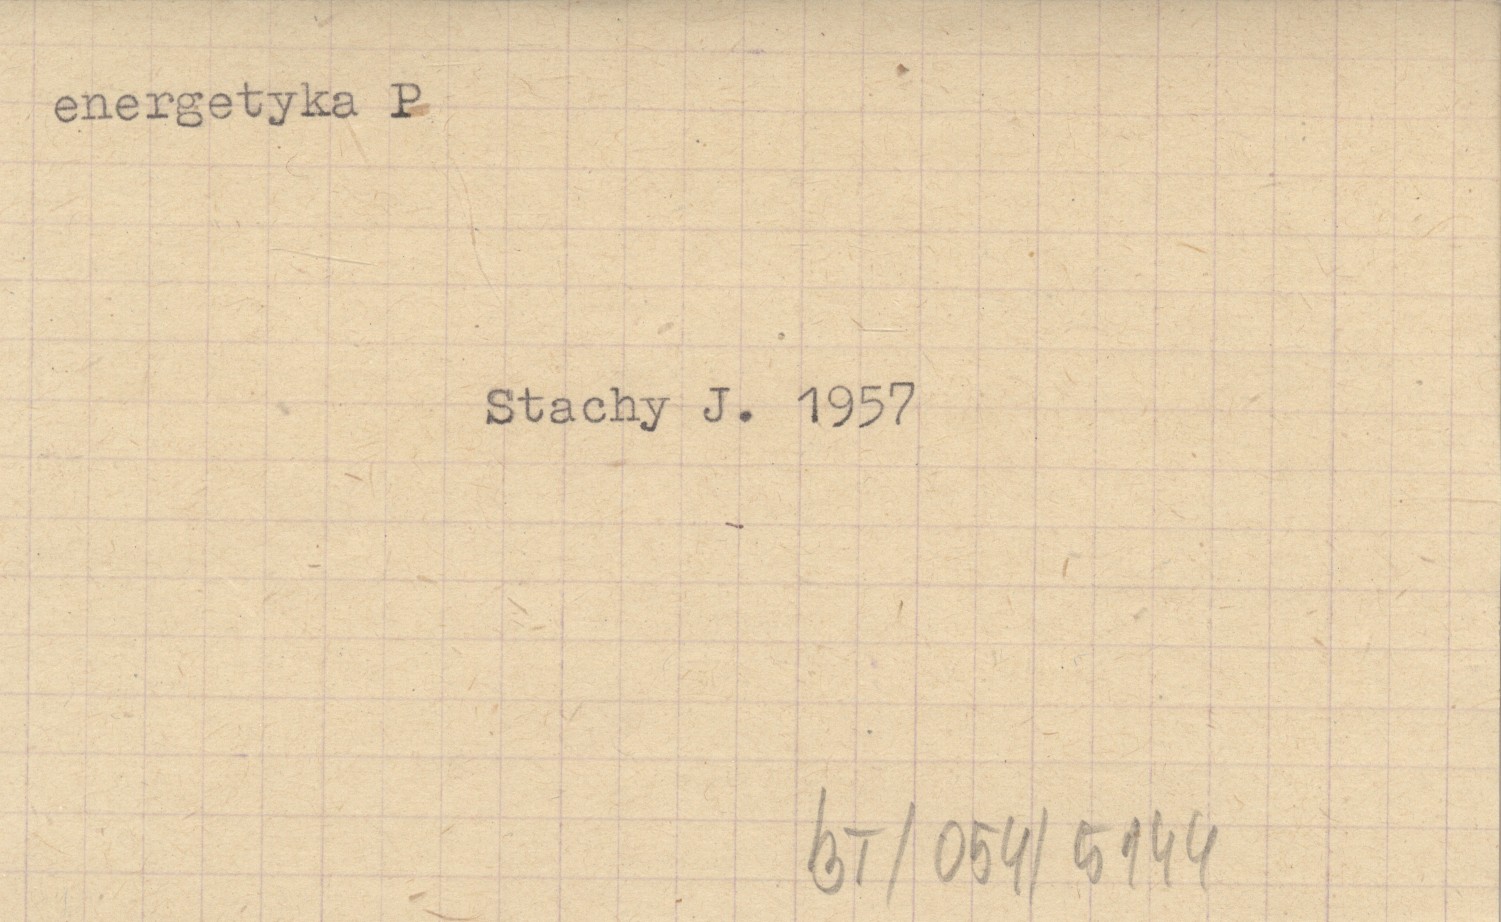 energetyka P
Stachy J. 1957
BT/054/5144